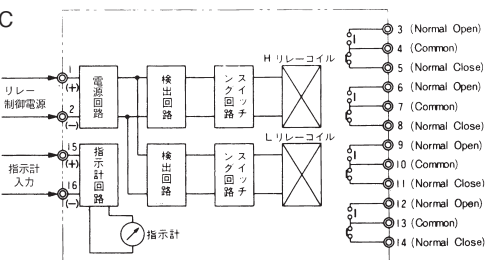 C
リレー
制御電源
1
(+)
2
(−)
電源回路
検出回路
スイッチング回路
Hリレーコイル
指示計
入力
15
(+)
16
(−)
指示計回路
検出回路
スイッチング回路
Lリレーコイル
指示計
3 (Normal Open)
4 (Common)
5 (Normal Close)
6 (Normal Open)
7 (Common)
8 (Normal Close)
9 (Normal Open)
10 (Common)
11 (Normal Close)
12 (Normal Open)
13 (Common)
14 (Normal Close)